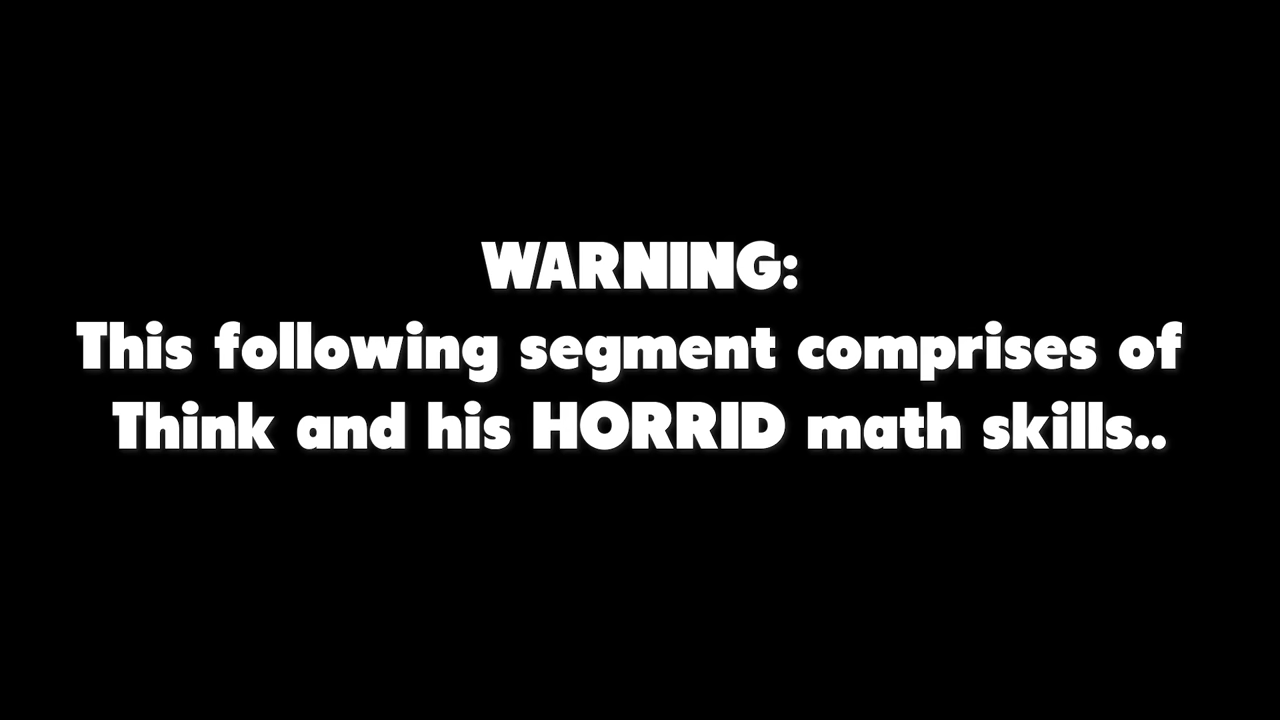 WARNING:
This following segment comprises of
Think and his HORRID math skills..